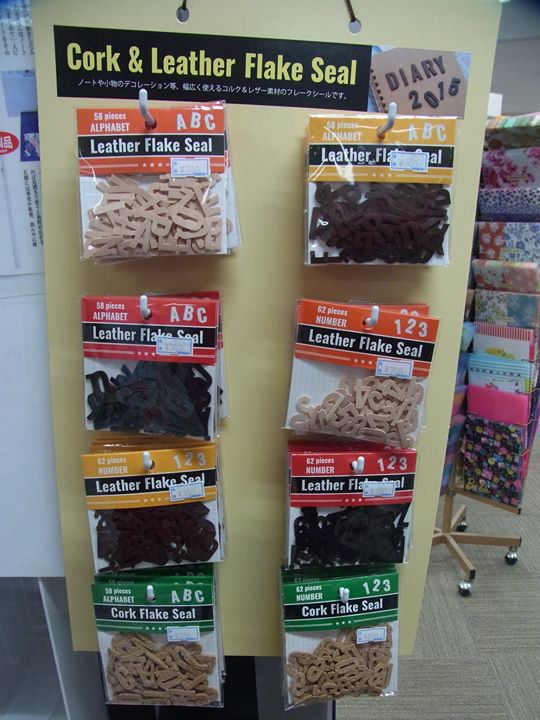 Cork & Leather Flake Seal
ノートや小物のデコレーション等、幅広く使えるコルク&レザー素材のフレークシールです。
DIARY
2015
58 pieces
ALPHABET
ABC
Leather Flake Seal
58 pieces
ALPHABET
ABC
Leather Flake Seal
58 pieces
ALPHABET
ABC
Leather Flake Seal
62 pieces
NUMBER
123
Leather Flake Seal
62 pieces
NUMBER
123
Leather Flake Seal
62 pieces
NUMBER
123
Leather Flake Seal
58 pieces
ALPHABET
ABC
Cork Flake Seal
62 pieces
NUMBER
123
Cork Flake Seal
Barbie